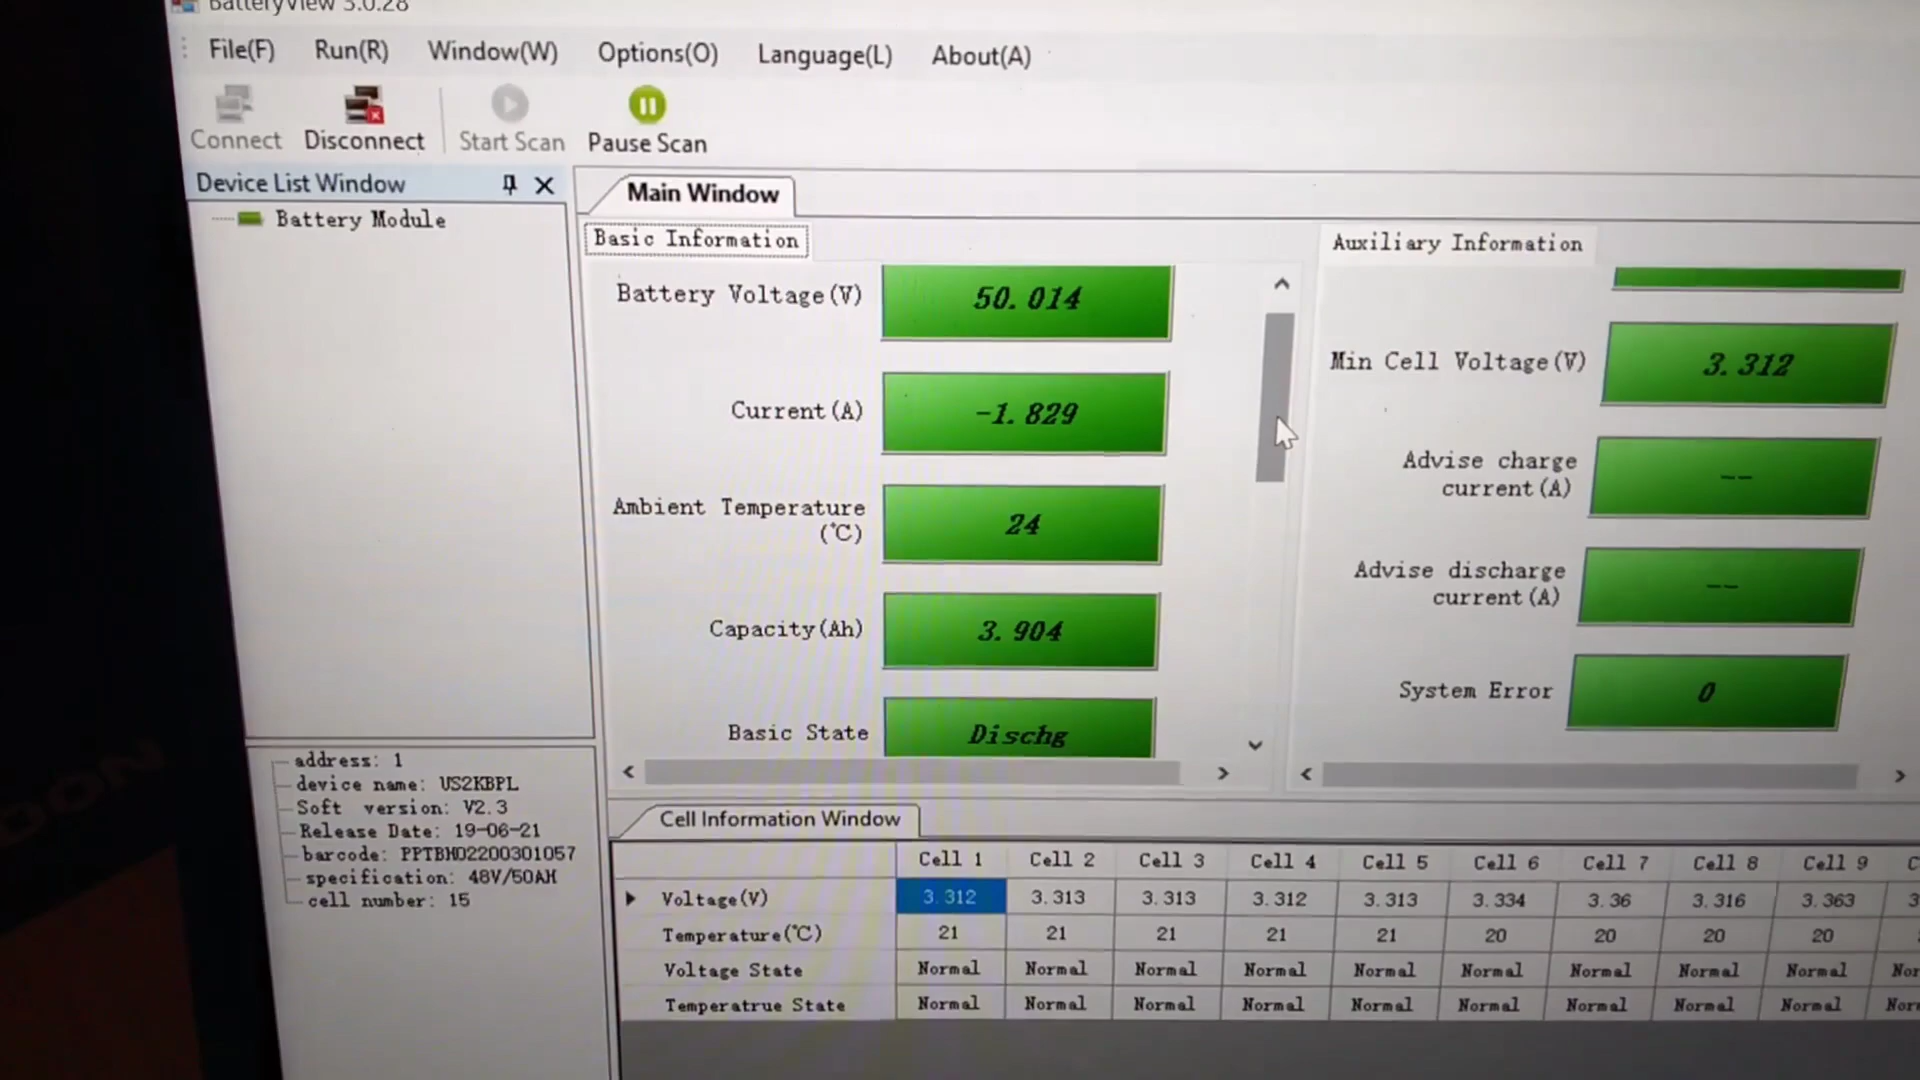 BatteryView 3.0.28
File(F) Run(R) Window(W) Options(O) Language(L) About(A)
Connect Disconnect Start Scan Pause Scan
Device List Window
Battery Module
Main Window
Basic Information
Battery Voltage(V) 50.014
Current(A) -1.829
Ambient Temperature (℃) 24
Capacity(Ah) 3.904
Basic State Dischg
Auxiliary Information
Min Cell Voltage(V) 3.312
Advise charge current(A) --
Advise discharge current(A) --
System Error 0
address: 1
device name: US2KBPL
Soft version: V2.3
Release Date: 19-06-21
barcode: PPTBH02200301057
specification: 48V/50AH
cell number: 15
Cell Information Window
Cell 1 Cell 2 Cell 3 Cell 4 Cell 5 Cell 6 Cell 7 Cell 8 Cell 9
Voltage(V) 3.312 3.313 3.313 3.312 3.313 3.334 3.36 3.316 3.363
Temperature(℃) 21 21 21 21 21 20 20 20 20
Voltage State Normal Normal Normal Normal Normal Normal Normal Normal Normal
Temperatrue State Normal Normal Normal Normal Normal Normal Normal Normal Normal